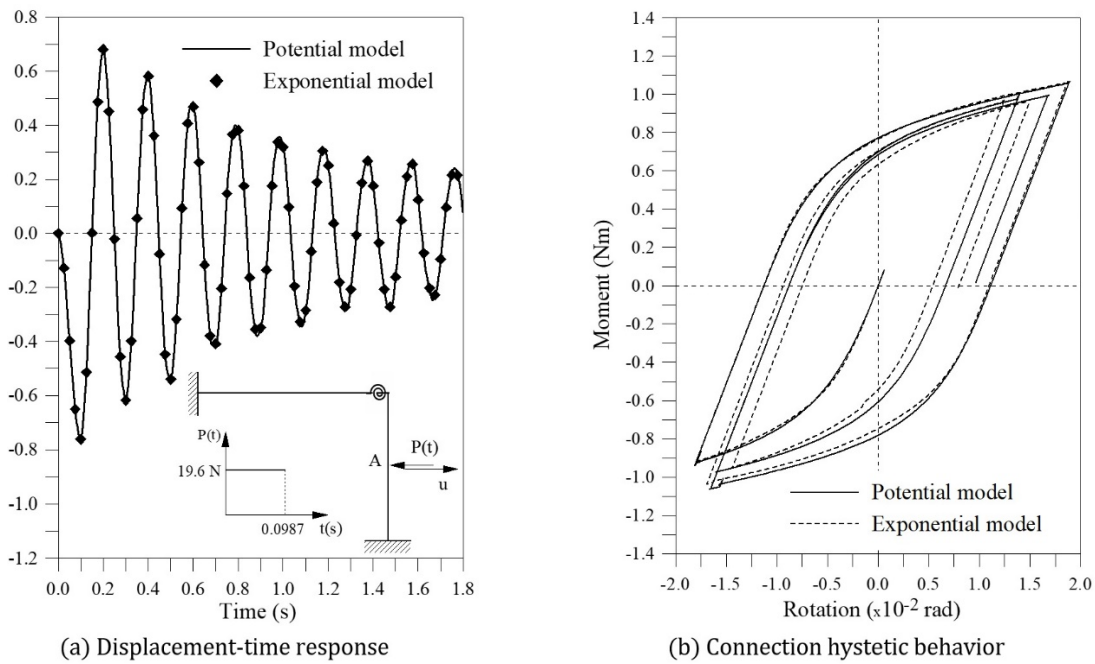 0.8
0.6
0.4
0.2
0.0
-0.2
-0.4
-0.6
-0.8
-1.0
-1.2
Potential model
Exponential model
P(t)
19.6 N
0.0987
t(s)
A
P(t)
u
0.0 0.2 0.4 0.6 0.8 1.0 1.2 1.4 1.6 1.8
Time (s)
(a) Displacement-time response
Moment (Nm)
1.4
1.2
1.0
0.8
0.6
0.4
0.2
0.0
-0.2
-0.4
-0.6
-0.8
-1.0
-1.2
-1.4
Potential model
Exponential model
-2.0 -1.5 -1.0 -0.5 0.0 0.5 1.0 1.5 2.0
Rotation (x10-2 rad)
(b) Connection hystetic behavior